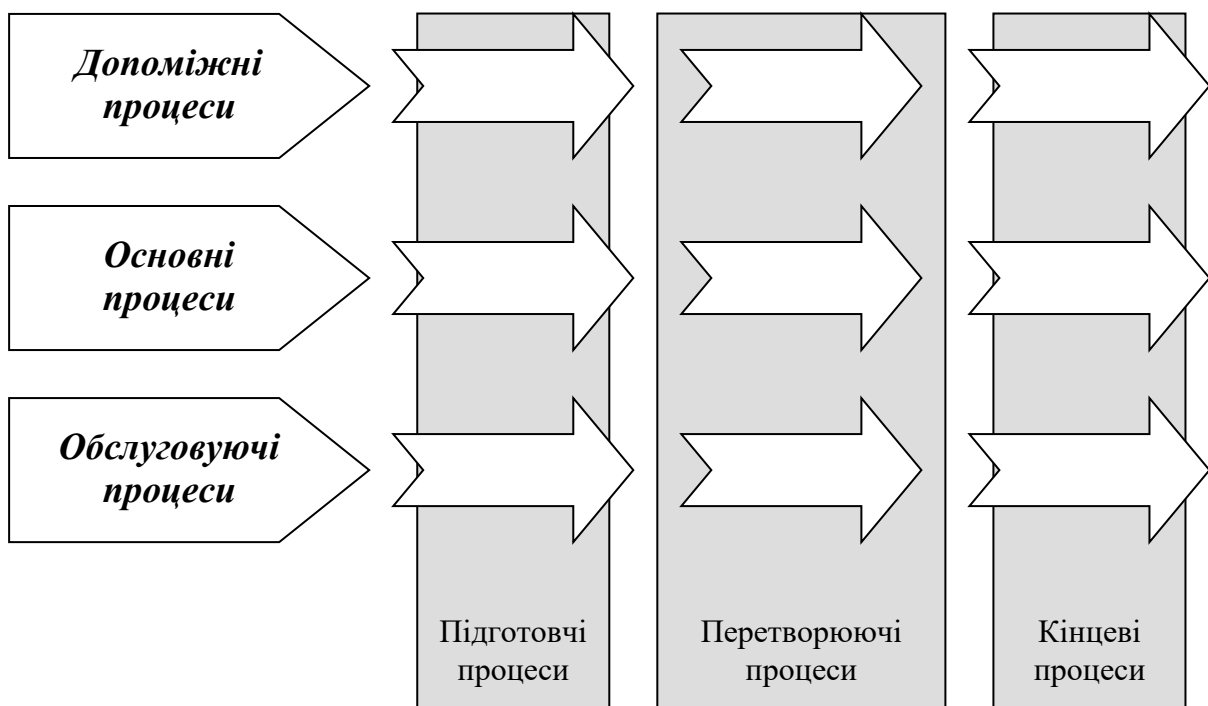 Допоміжні
процеси
Основні
процеси
Обслуговуючі
процеси
Підготовчі
процеси
Перетворюючі
процеси
Кінцеві
процеси